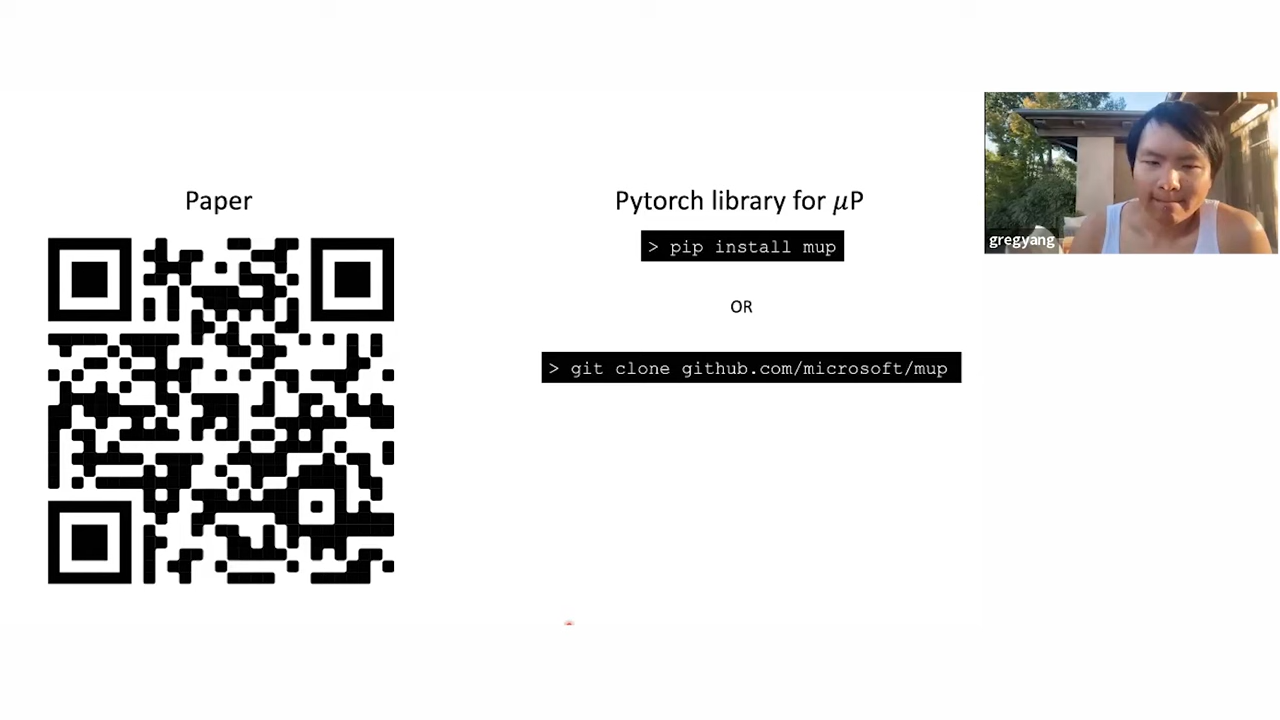 Paper
Pytorch library for 𝜇P
> pip install mup
OR
> git clone github.com/microsoft/mup
gregyang